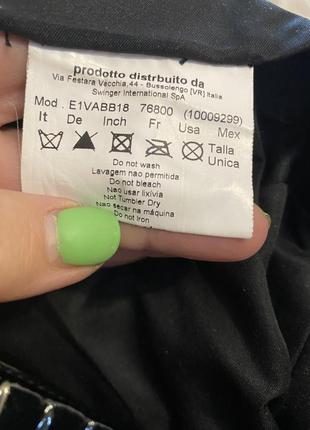 prodotto distrbuito da
Via Festara Vecchia,44 - Bussolengo [VR] Italia
Swinger International SpA
Mod. E1VABB18 76800 (10009299)
It De Inch Fr Usa Mex
Talla
Unica
Do not wash
Lavagem nao permitida
Do not bleach
Nao usar lixivia
Not Tumbler Dry
Nao secar na máquina
Do not Iron